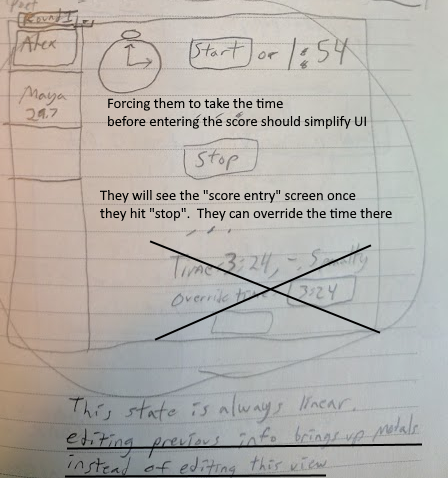 Poet
Round I
Alex
Start or 1:54
Maya
29.7
Forcing them to take the time
before entering the score should simplify UI
Stop
They will see the "score entry" screen once
they hit "stop". They can override the time there
Time: 3:24, -.5 penalty
Override time: 3:24
This state is always linear.
editing previous info brings up modals
instead of editing this view